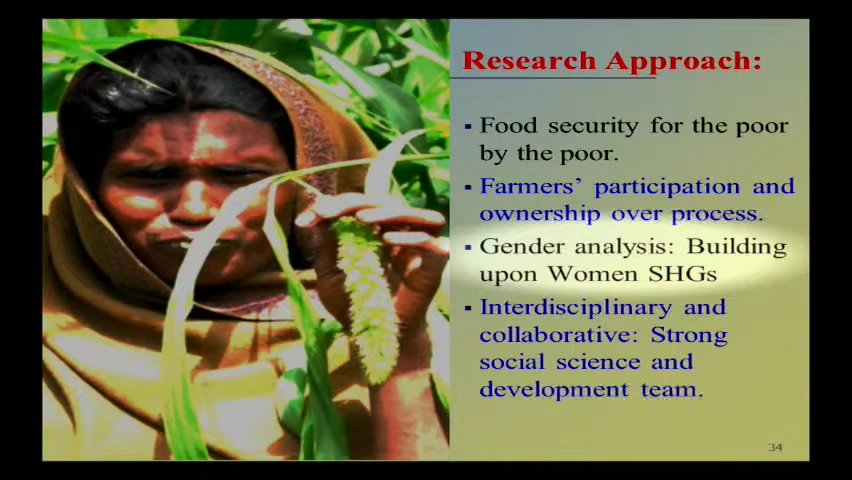 Research Approach:
▪ Food security for the poor
by the poor.
▪ Farmers’ participation and
ownership over process.
▪ Gender analysis: Building
upon Women SHGs
▪ Interdisciplinary and
collaborative: Strong
social science and
development team.
34